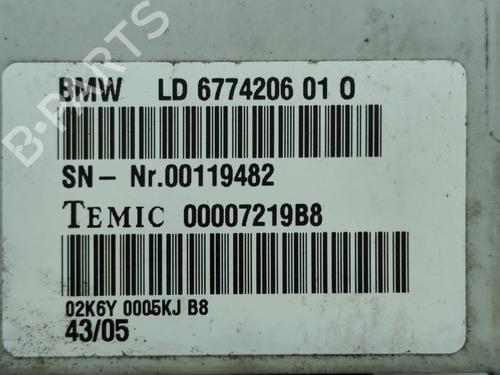 B-PARTS
BMW LD 6774206 01 0
SN- Nr.00119482
TEMIC 00007219B8
02K6Y 0005KJ B8
43/05